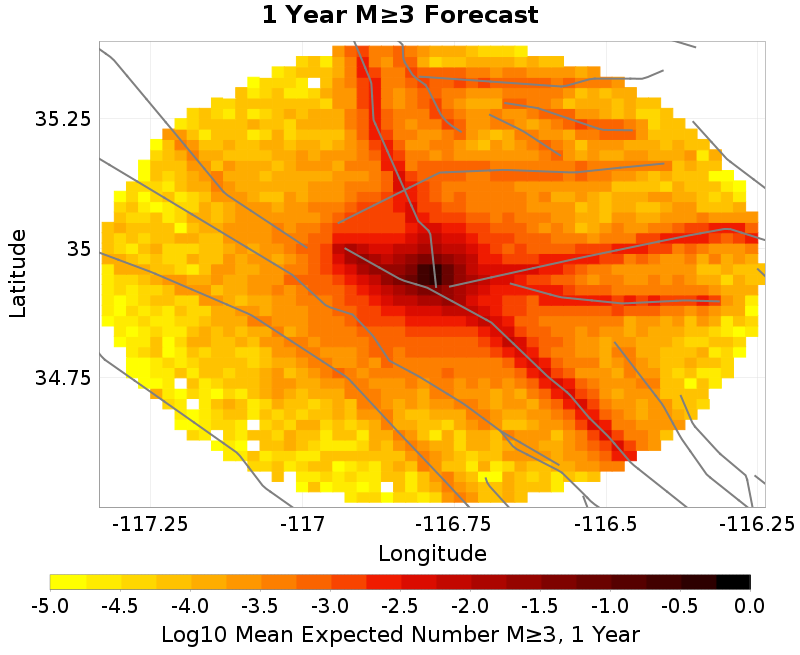 1 Year M≥3 Forecast
35.25
35
34.75
Latitude
-117.25 -117 -116.75 -116.5 -116.25
Longitude
-5.0 -4.5 -4.0 -3.5 -3.0 -2.5 -2.0 -1.5 -1.0 -0.5 0.0
Log10 Mean Expected Number M≥3, 1 Year